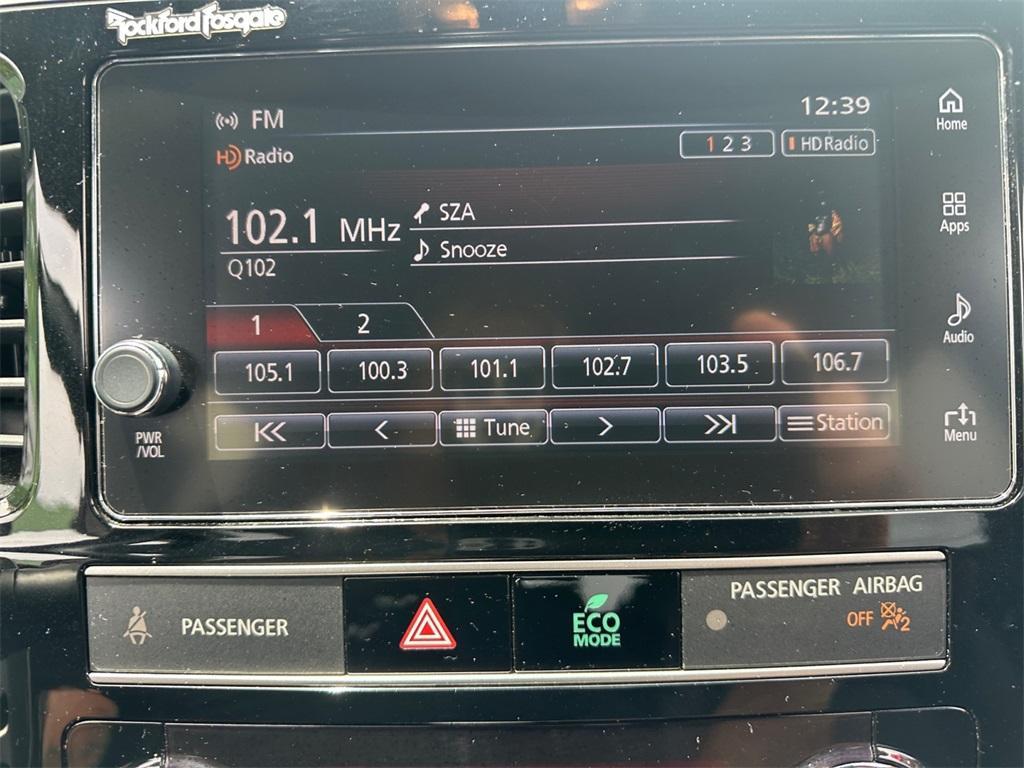 Rockford Fosgate
FM
12:39
HD Radio
1 2 3
HD Radio
Home
102.1 MHz
SZA
Snooze
Q102
Apps
1
2
Audio
105.1
100.3
101.1
102.7
103.5
106.7
Tune
Station
Menu
PWR
/VOL
PASSENGER
ECO
MODE
PASSENGER AIRBAG
OFF
2